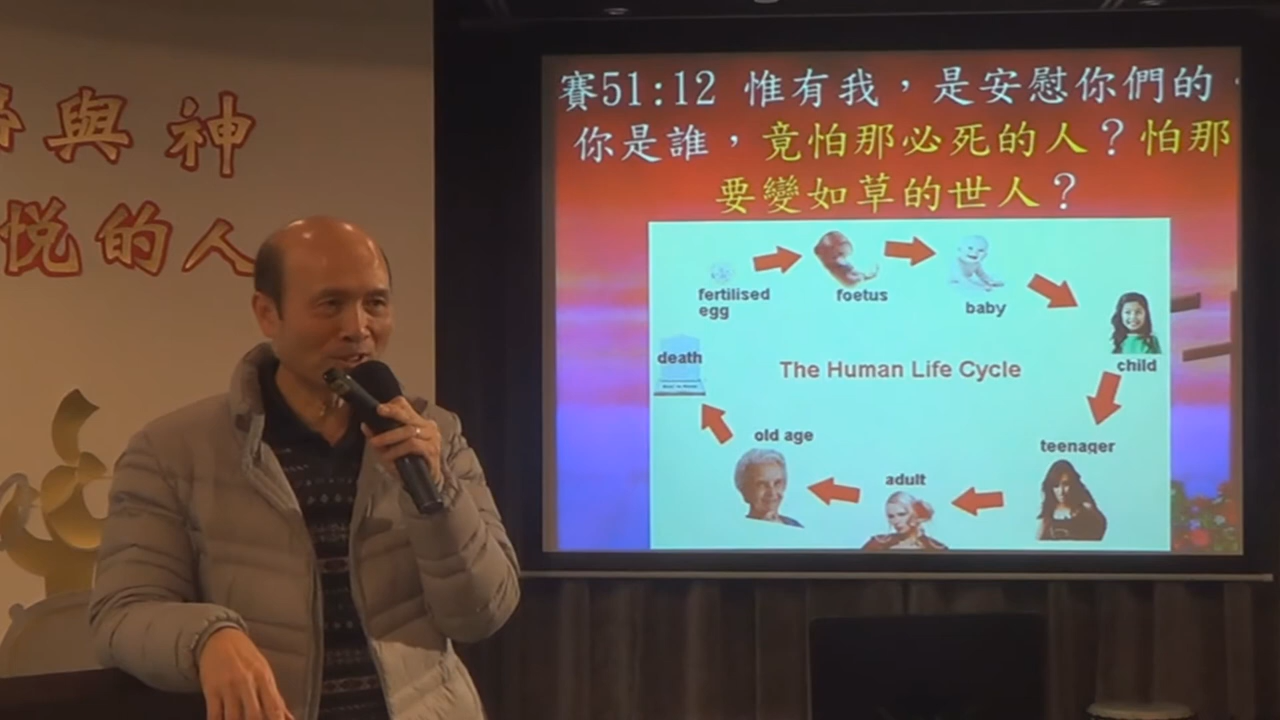 與神
悅的人
賽51:12 惟有我，是安慰你們的
你是誰，竟怕那必死的人？怕那
要變如草的世人？
fertilised
egg
foetus
baby
child
teenager
adult
old age
death
The Human Life Cycle